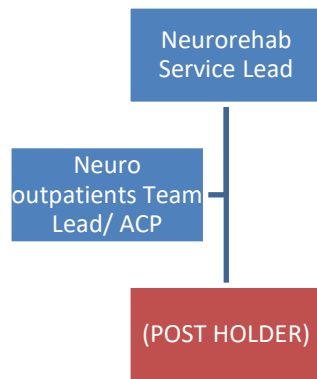 Neurorehab
Service Lead
Neuro
outpatients Team
Lead/ ACP
(POST HOLDER)